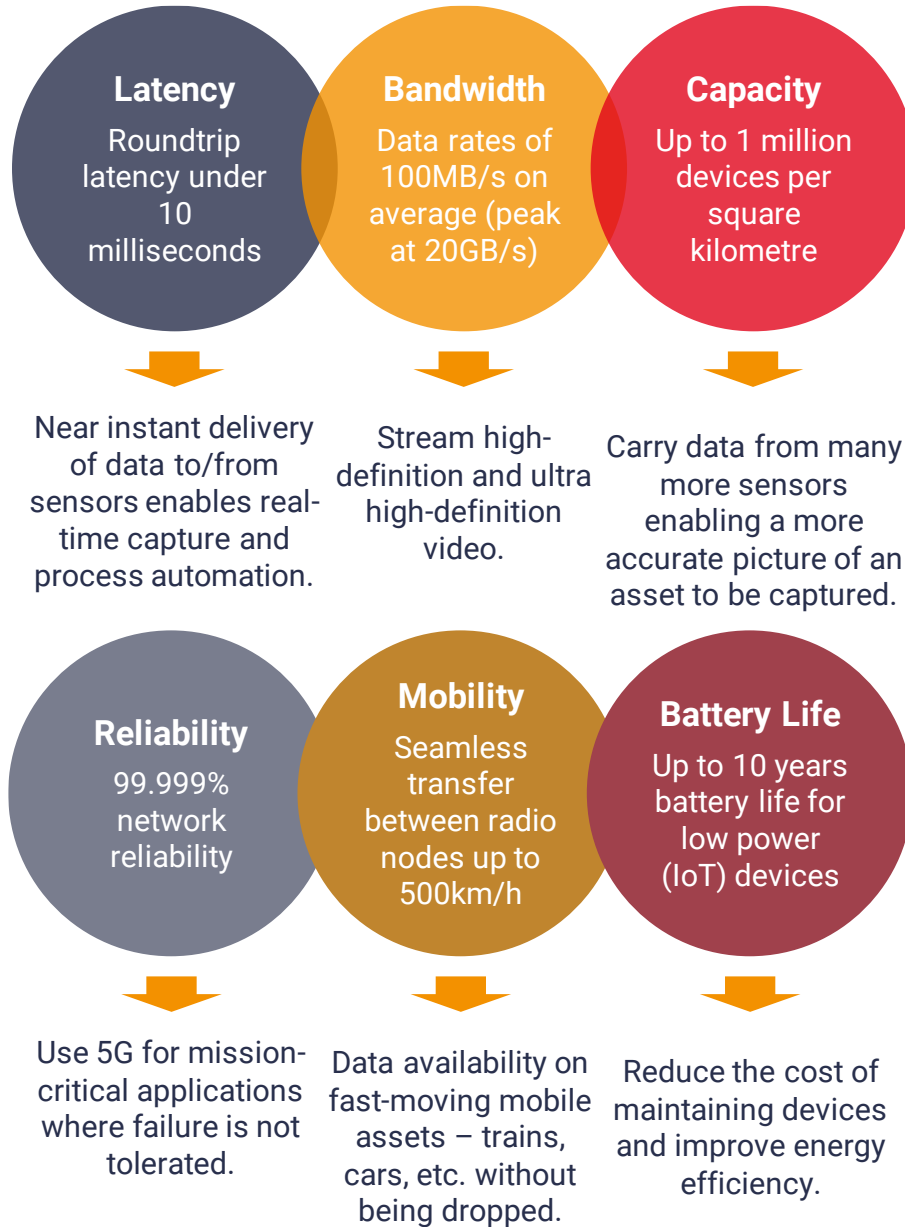 Latency
Roundtrip
latency under
10
milliseconds
Bandwidth
Data rates of
100MB/s on
average (peak
at 20GB/s)
Capacity
Up to 1 million
devices per
square
kilometre
Near instant delivery
of data to/from
sensors enables real-
time capture and
process automation.
Stream high-
definition and ultra
high-definition
video.
Carry data from many
more sensors
enabling a more
accurate picture of an
asset to be captured.
Reliability
99.999%
network
reliability
Mobility
Seamless
transfer
between radio
nodes up to
500km/h
Battery Life
Up to 10 years
battery life for
low power
(IoT) devices
Use 5G for mission-
critical applications
where failure is not
tolerated.
Data availability on
fast-moving mobile
assets – trains,
cars, etc. without
being dropped.
Reduce the cost of
maintaining devices
and improve energy
efficiency.